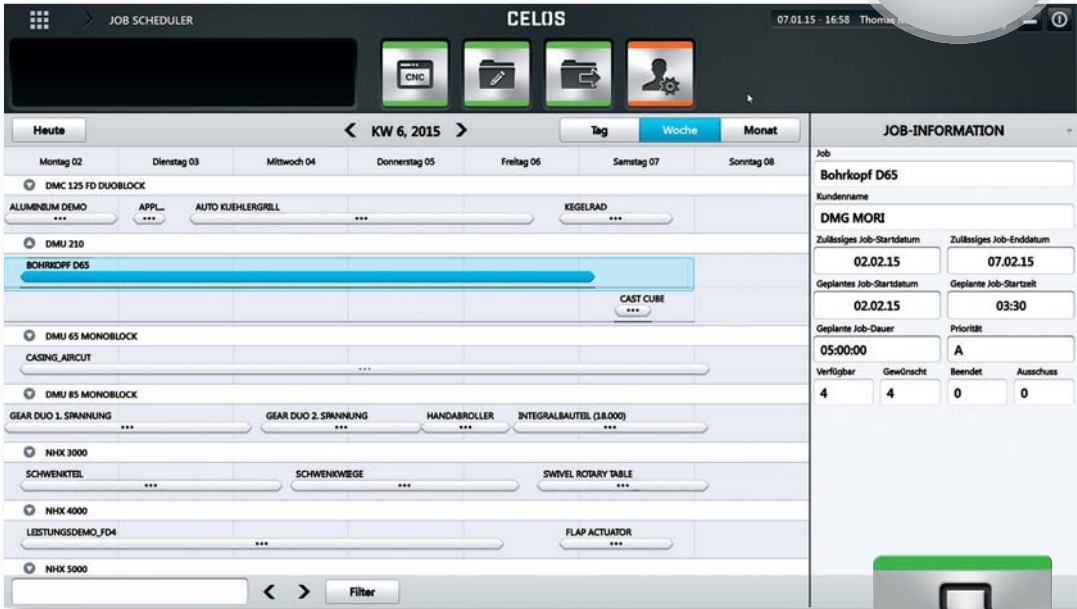 JOB SCHEDULER
CELOS
07.01.15 - 16:58 Thomas
CNC
Heute
KW 6, 2015
Tag Woche Monat
Montag 02 Dienstag 03 Mittwoch 04 Donnerstag 05 Freitag 06 Samstag 07 Sonntag 08
DMC 125 FD DUOBLOCK
ALUMINIUM DEMO APPL... AUTO KUEHLERGRILL KEGELRAD
DMU 210
BOHRKOPF D65
CAST CUBE
DMU 65 MONOBLOCK
CASING_AIRCUT
DMU 85 MONOBLOCK
GEAR DUO 1. SPANNUNG GEAR DUO 2. SPANNUNG HANDABROLLER INTEGRALBAUTEIL (18.000)
NHX 3000
SCHWENKTEIL SCHWENKWIEGE SWIVEL ROTARY TABLE
NHX 4000
LEISTUNGSDEMO_FD4 FLAP ACTUATOR
NHX 5000
Filter
JOB-INFORMATION
Job
Bohrkopf D65
Kundenname
DMG MORI
Zulässiges Job-Startdatum Zulässiges Job-Enddatum
02.02.15 07.02.15
Geplantes Job-Startdatum Geplante Job-Startzeit
02.02.15 03:30
Geplante Job-Dauer Priorität
05:00:00 A
Verfügbar Gewünscht Beendet Ausschuss
4 4 0 0